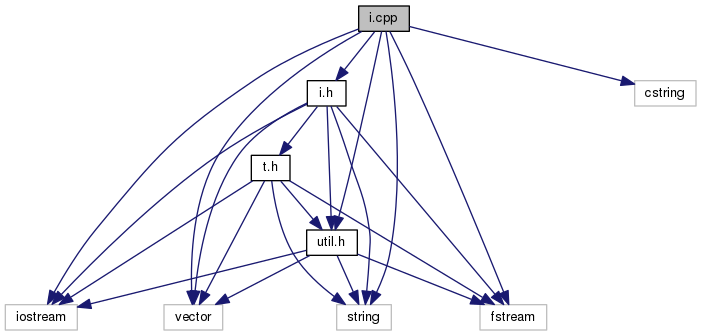 i.cpp
i.h
cstring
t.h
util.h
iostream
vector
string
fstream